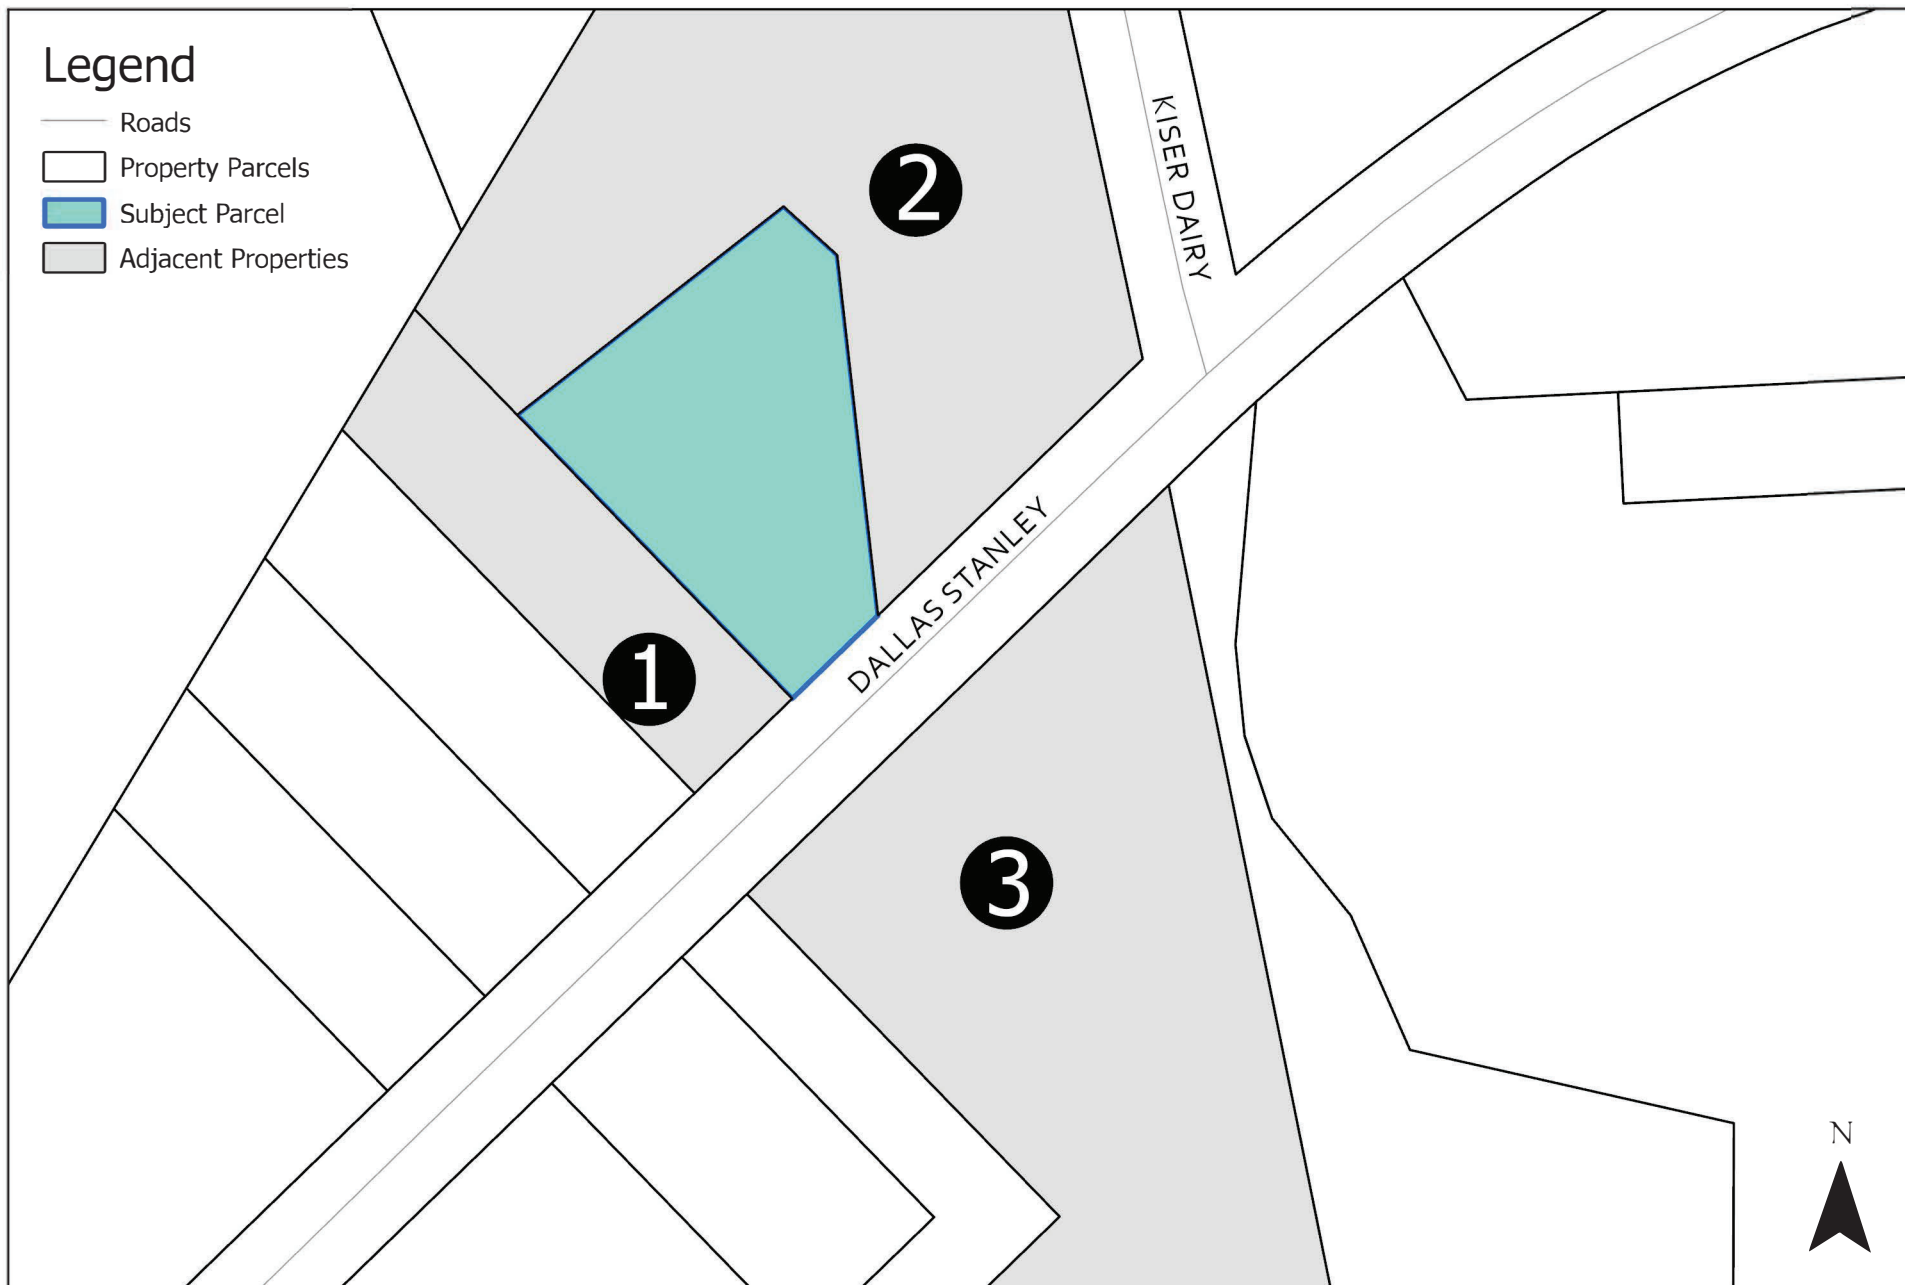 Legend
Roads
Property Parcels
Subject Parcel
Adjacent Properties
2
KISER DAIRY
DALLAS STANLEY
1
3
N